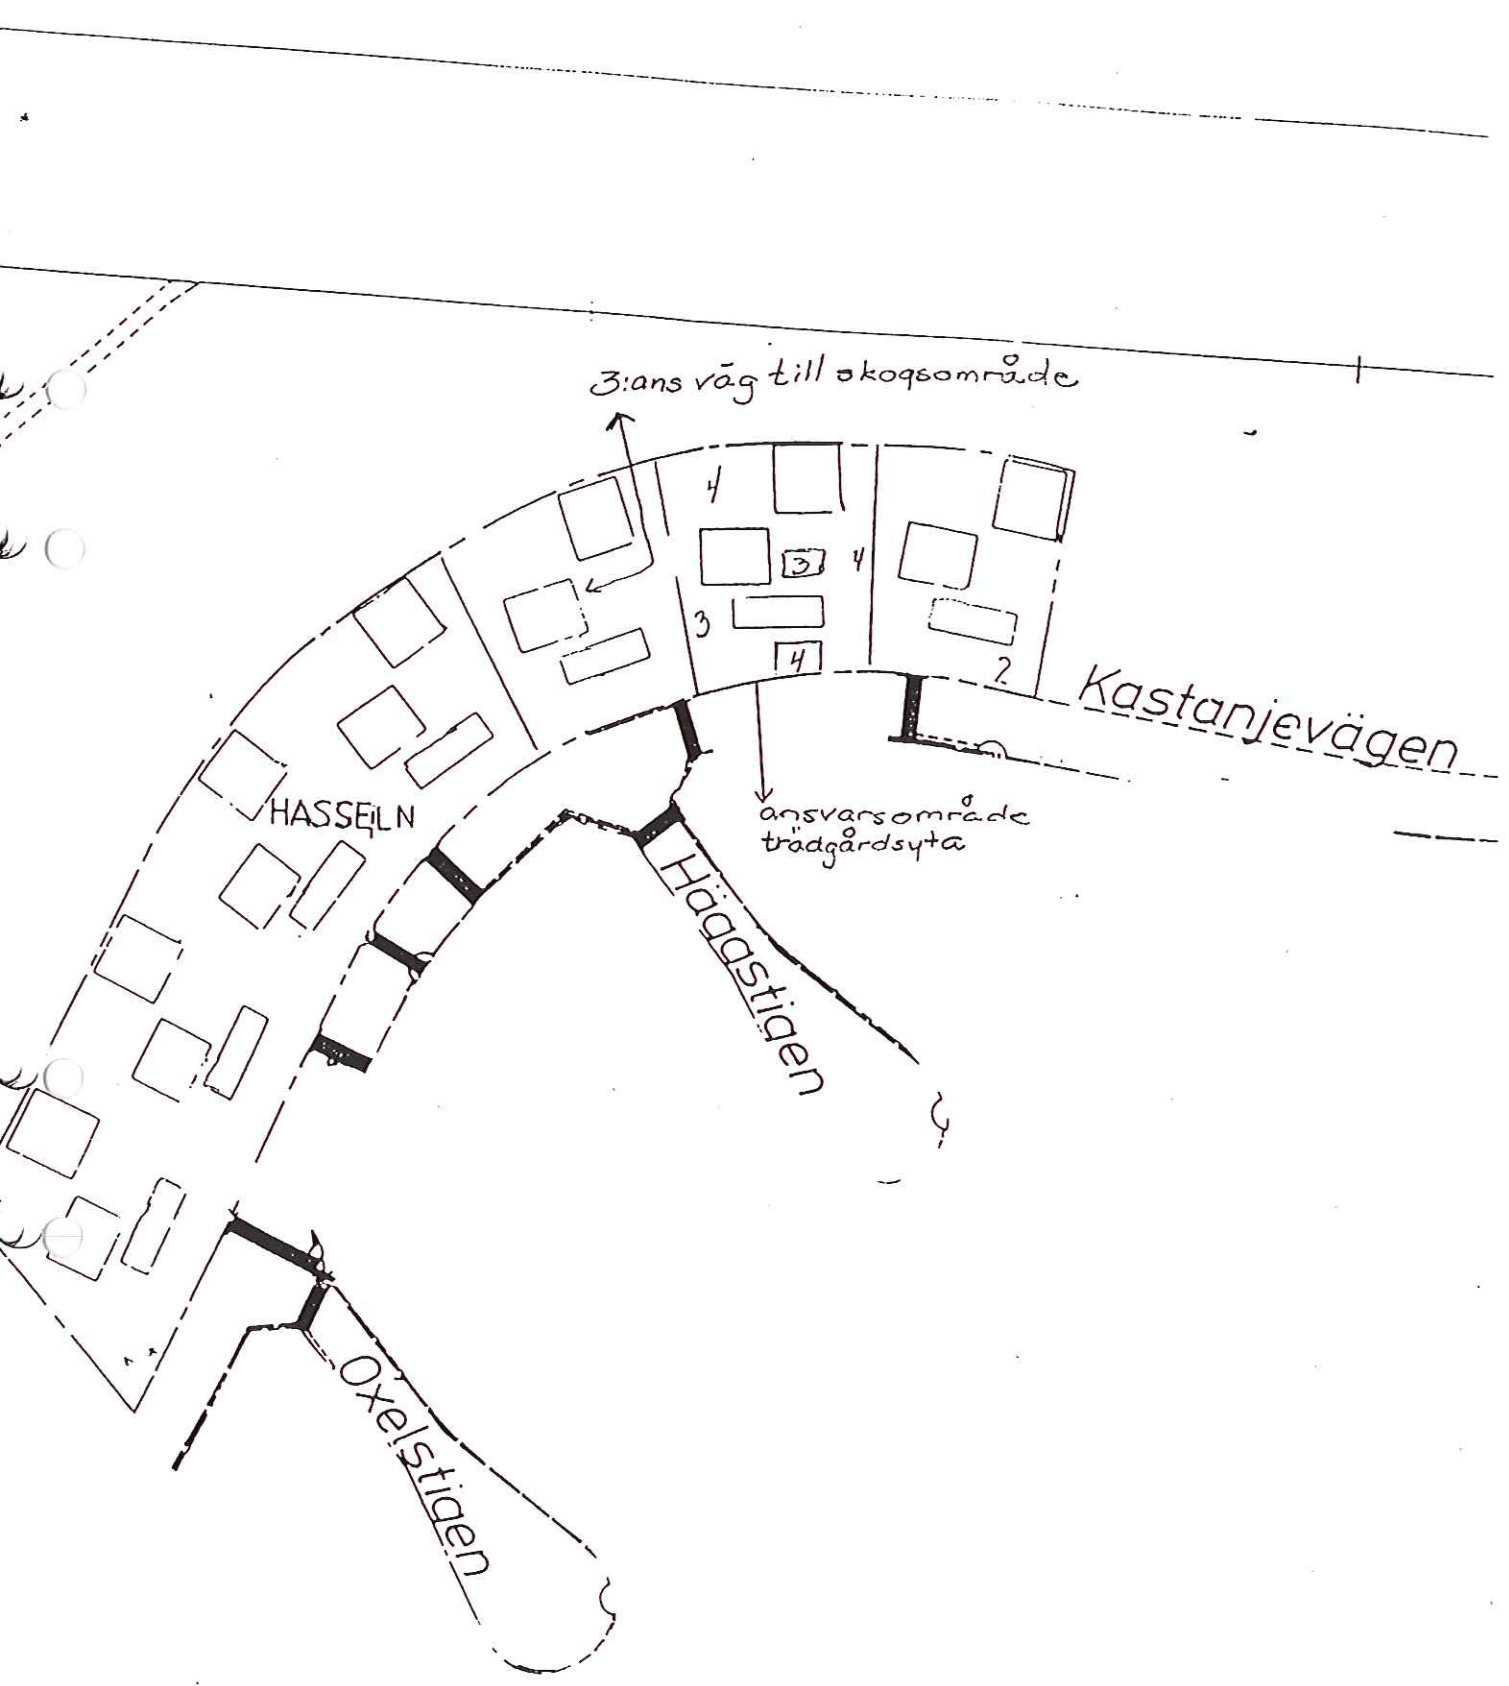 3:ans väg till skogsområde
4
3
4
3
4
2
Kastanjevägen
HASSELN
ansvarsområde
trädgårdsyta
Häggstigen
Oxelstigen